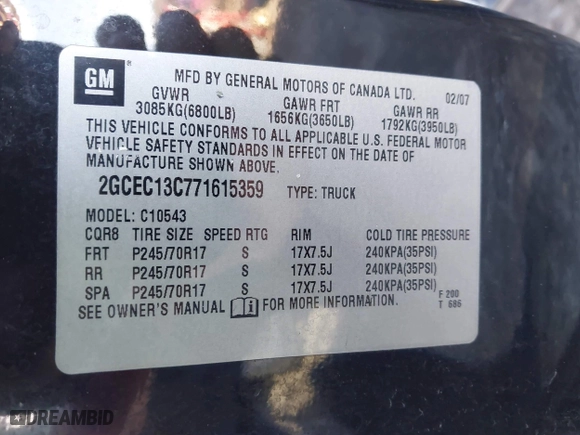 GM
MFD BY GENERAL MOTORS OF CANADA LTD. 02/07
GVWR GAWR FRT GAWR RR
3085KG(6800LB) 1656KG(3650LB) 1792KG(3950LB)
THIS VEHICLE CONFORMS TO ALL APPLICABLE U.S. FEDERAL MOTOR
VEHICLE SAFETY STANDARDS IN EFFECT ON THE DATE OF
MANUFACTURE SHOWN ABOVE.
2GCEC13C771615359 TYPE: TRUCK
MODEL: C10543
CQR8 TIRE SIZE SPEED RTG RIM COLD TIRE PRESSURE
FRT P245/70R17 S 17X7.5J 240KPA(35PSI)
RR P245/70R17 S 17X7.5J 240KPA(35PSI)
SPA P245/70R17 S 17X7.5J 240KPA(35PSI)
SEE OWNER'S MANUAL FOR MORE INFORMATION.
F 200
T 686
DREAMBID